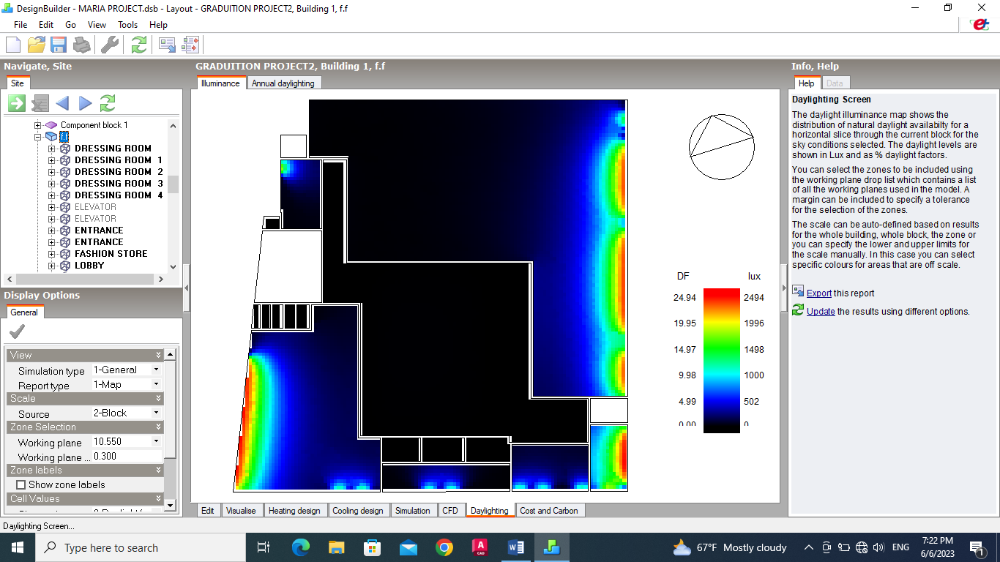 DesignBuilder - MARIA PROJECT.dsb - Layout - GRADUITION PROJECT2, Building 1, f.f
File Edit Go View Tools Help
Navigate, Site
Site
Component block 1
f.f
DRESSING ROOM
DRESSING ROOM 1
DRESSING ROOM 2
DRESSING ROOM 3
DRESSING ROOM 4
ELEVATOR
ELEVATOR
ENTRANCE
ENTRANCE
FASHION STORE
LOBBY
Display Options
General
View
Simulation type 1-General
Report type 1-Map
Scale
Source 2-Block
Zone Selection
Working plane 10.550
Working plane ... 0.300
Zone labels
Show zone labels
Cell Values
GRADUITION PROJECT2, Building 1, f.f
Illuminance Annual daylighting
DF lux
24.94 2494
19.95 1996
14.97 1498
9.98 1000
4.99 502
0.00 0
Edit Visualise Heating design Cooling design Simulation CFD Daylighting Cost and Carbon
Info, Help
Help Data
Daylighting Screen
The daylight illuminance map shows the
distribution of natural daylight availabilty for a
horizontal slice through the current block for the
sky conditions selected. The daylight levels are
shown in Lux and as % daylight factors.
You can select the zones to be included using
the working plane drop list which contains a list
of all the working planes used in the model. A
margin can be included to specify a tolerance
for the selection of the zones.
The scale can be auto-defined based on results
for the whole building, whole block, the zone or
you can specify the lower and upper limits for
the scale manually. In this case you can select
specific colours for areas that are off scale.
Export this report
Update the results using different options.
Daylighting Screen...
Type here to search
67°F Mostly cloudy
ENG
7:22 PM
6/6/2023
1